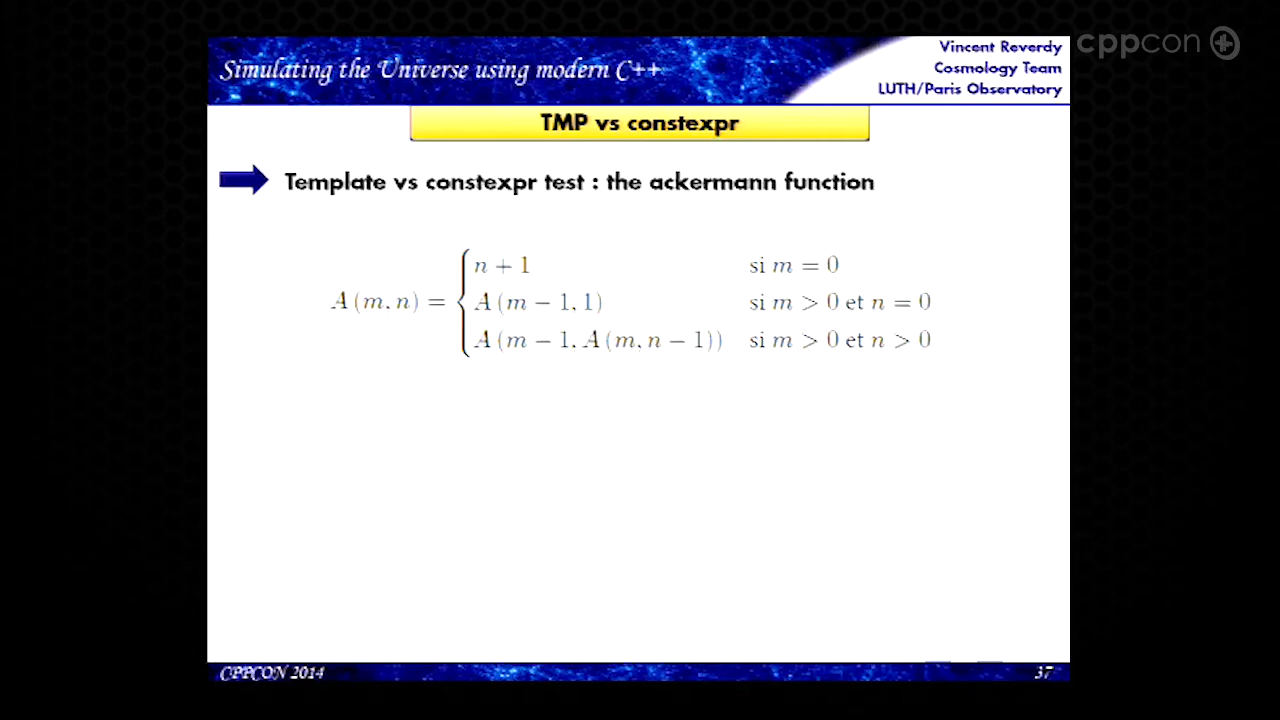 Simulating the Universe using modern C++
Vincent Reverdy
Cosmology Team
LUTH/Paris Observatory
cppcon
TMP vs constexpr
Template vs constexpr test : the ackermann function
n + 1 si m = 0
A (m, n) = A (m − 1, 1) si m > 0 et n = 0
A (m − 1, A (m, n − 1)) si m > 0 et n > 0
CPPCON 2014
37